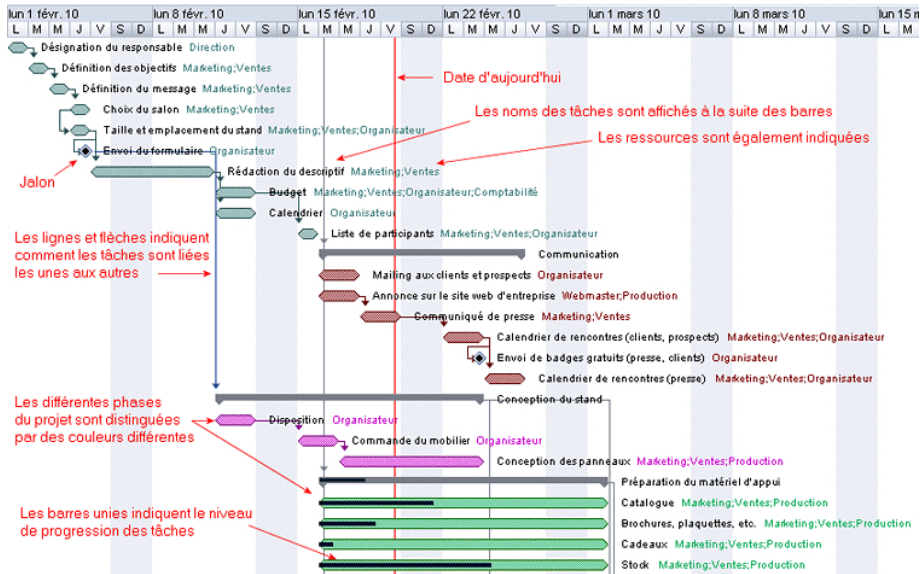 lun 1 févr. 10 lun 8 févr. 10 lun 15 févr. 10 lun 22 févr. 10 lun 1 mars 10 lun 8 mars 10 lun 15 m
L M M J V S D L M M J V S D L M M J V S D L M M J V S D L M M J V S D L M M J V S D L M
Désignation du responsable Direction
Définition des objectifs Marketing;Ventes
Date d'aujourd'hui
Définition du message Marketing;Ventes
Choix du salon Marketing;Ventes
Les noms des tâches sont affichés à la suite des barres
Taille et emplacement du stand Marketing;Ventes;Organisateur
Les ressources sont également indiquées
Envoi du formulaire Organisateur
Jalon
Rédaction du descriptif Marketing;Ventes
Budget Marketing;Ventes;Organisateur;Comptabilité
Calendrier Organisateur
Liste de participants Marketing;Ventes;Organisateur
Les lignes et flèches indiquent
comment les tâches sont liées
les unes aux autres
Communication
Mailing aux clients et prospects Organisateur
Annonce sur le site web d'entreprise Webmaster;Production
Communiqué de presse Marketing;Ventes
Calendrier de rencontres (clients, prospects) Marketing;Ventes;Organisateur
Envoi de badges gratuits (presse, clients) Organisateur
Calendrier de rencontres (presse) Marketing;Ventes;Organisateur
Conception du stand
Les différentes phases
du projet sont distinguées
par des couleurs différentes
Disposition Organisateur
Commande du mobilier Organisateur
Conception des panneaux Marketing;Ventes;Production
Préparation du matériel d'appui
Catalogue Marketing;Ventes;Production
Les barres unies indiquent le niveau
de progression des tâches
Brochures, plaquettes, etc. Marketing;Ventes;Production
Cadeaux Marketing;Ventes;Production
Stock Marketing;Ventes;Production